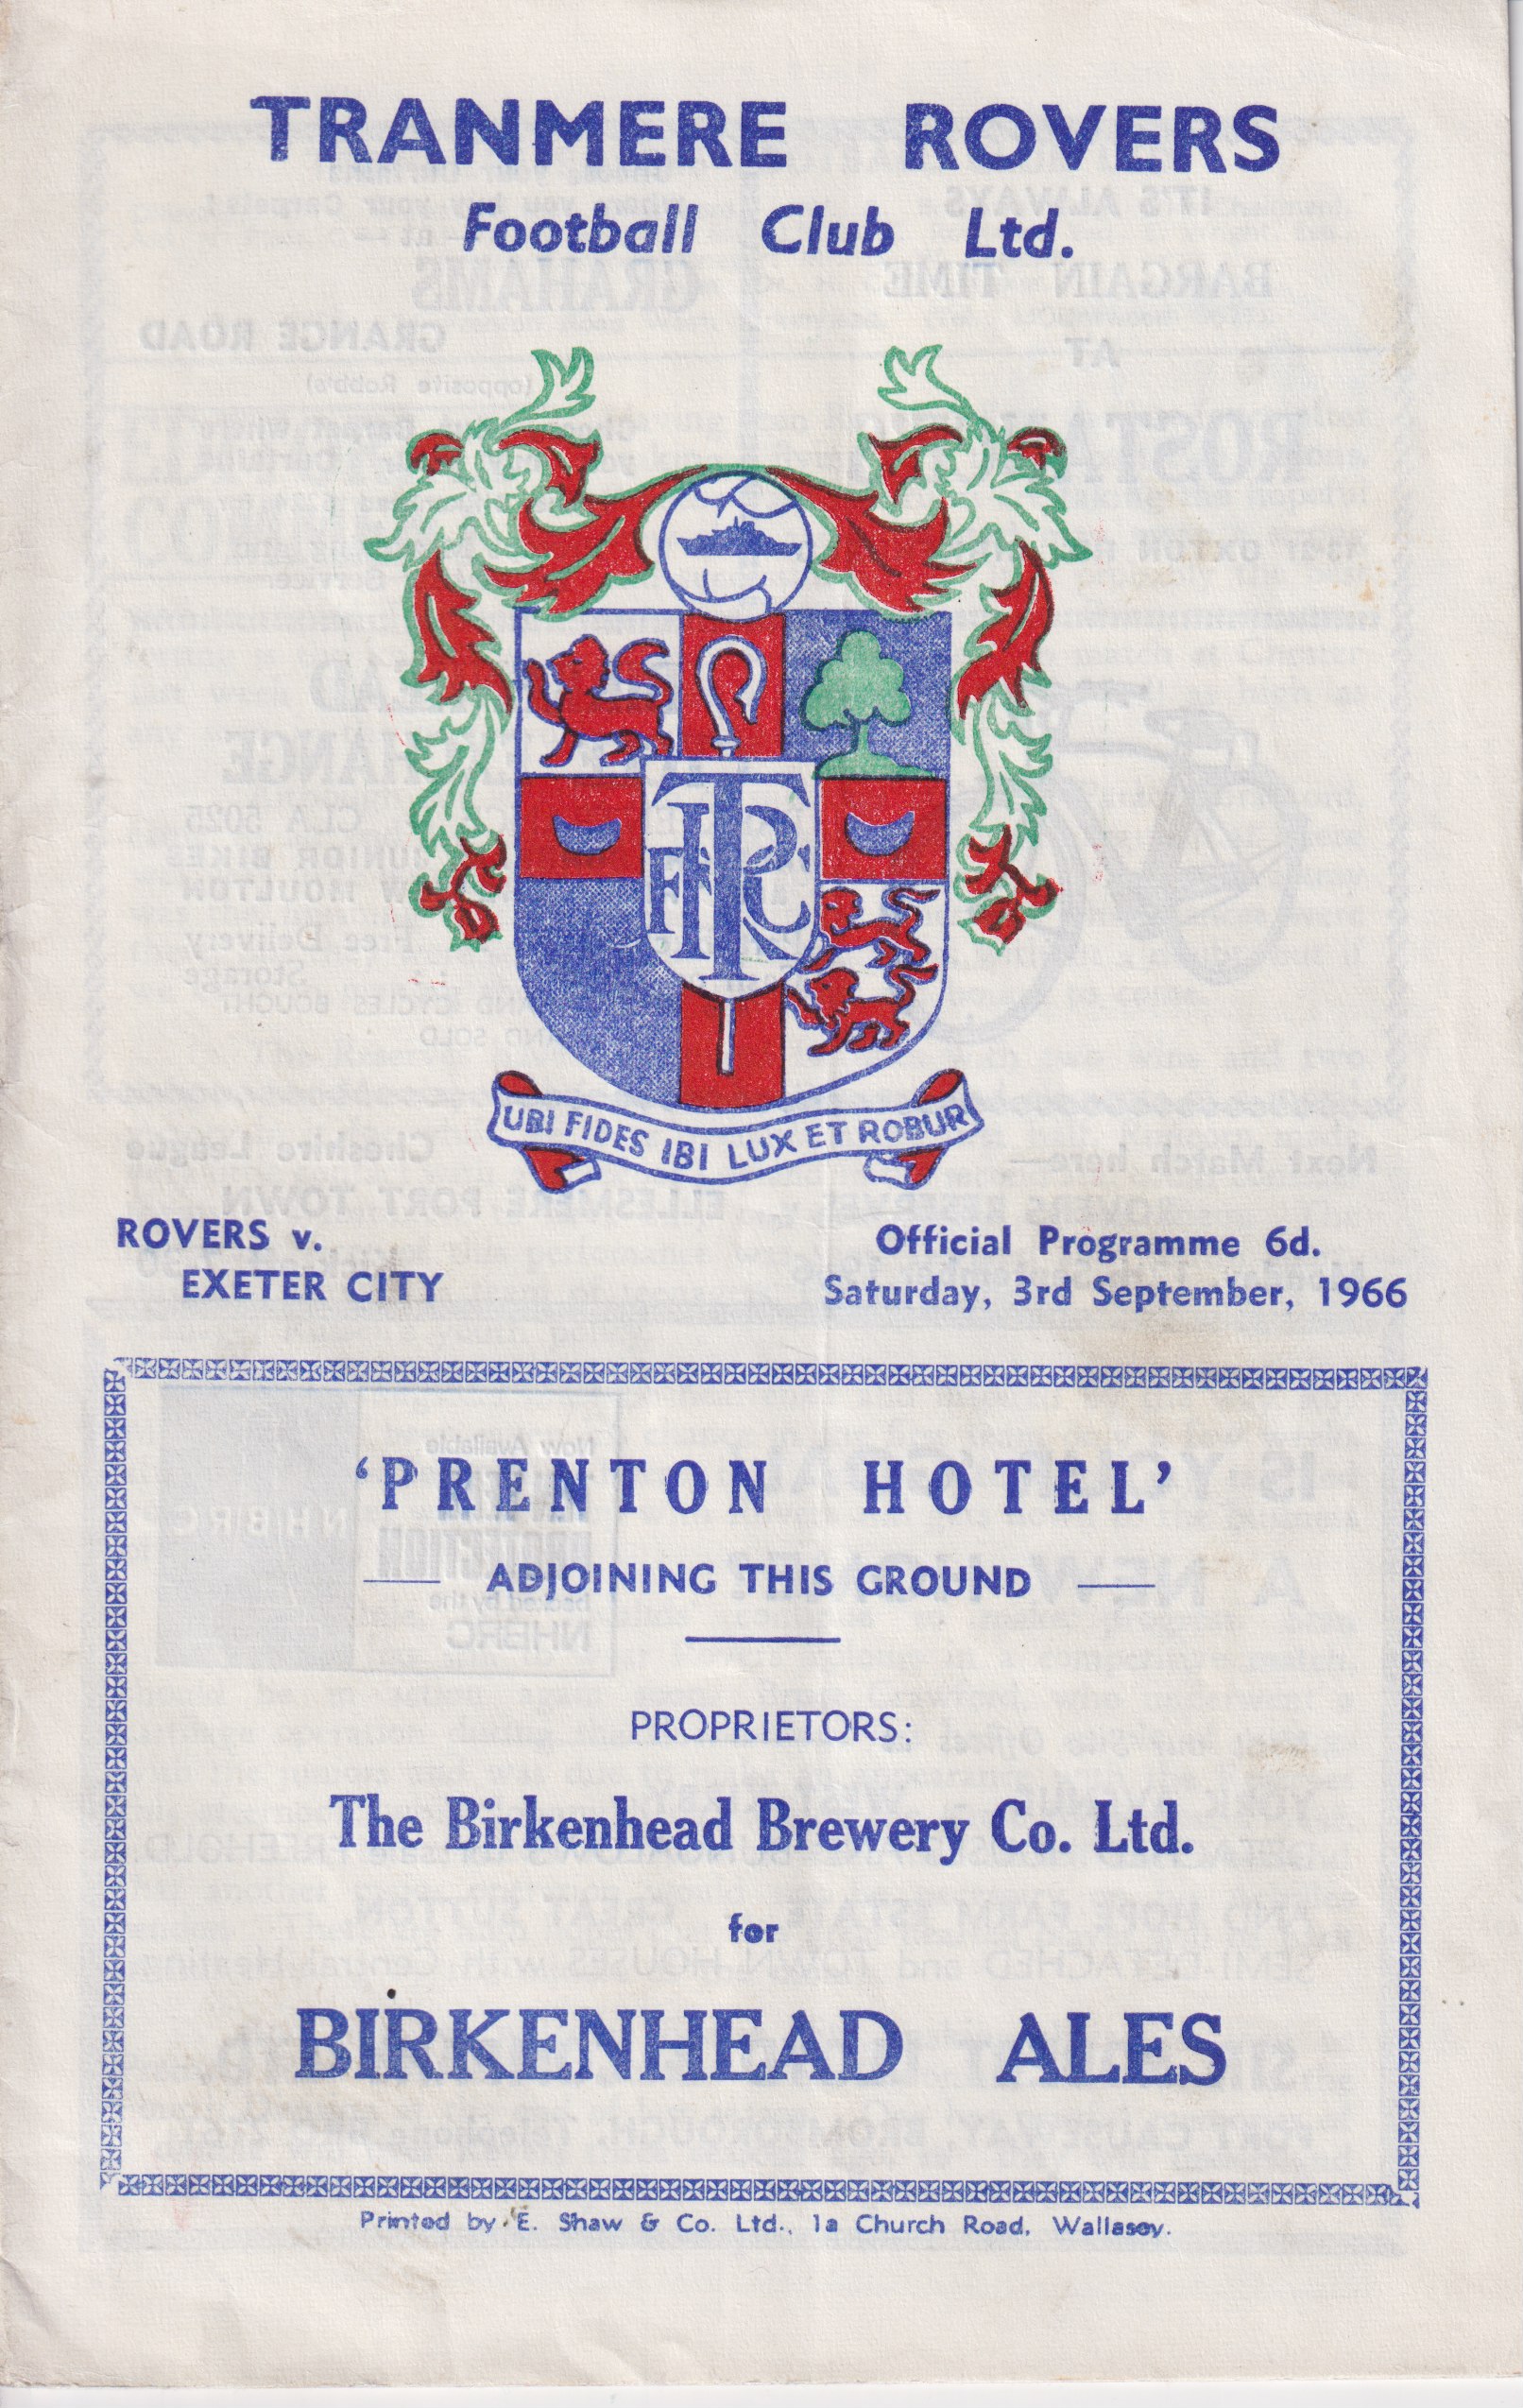 TRANMERE ROVERS
Football Club Ltd.
TRFC
UBI FIDES IBI LUX ET ROBUR
ROVERS v.
EXETER CITY
Official Programme 6d.
Saturday, 3rd September, 1966
‘PRENTON HOTEL’
ADJOINING THIS GROUND
PROPRIETORS:
The Birkenhead Brewery Co. Ltd.
for
BIRKENHEAD ALES
Printed by E. Shaw & Co. Ltd., 1a Church Road, Wallasey.